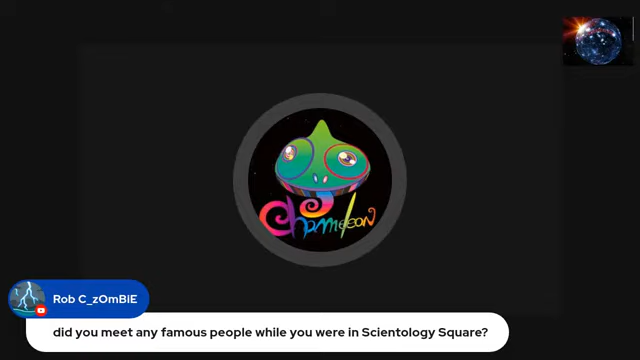 Chameleon
Rob C_zOmBiE
did you meet any famous people while you were in Scientology Square?